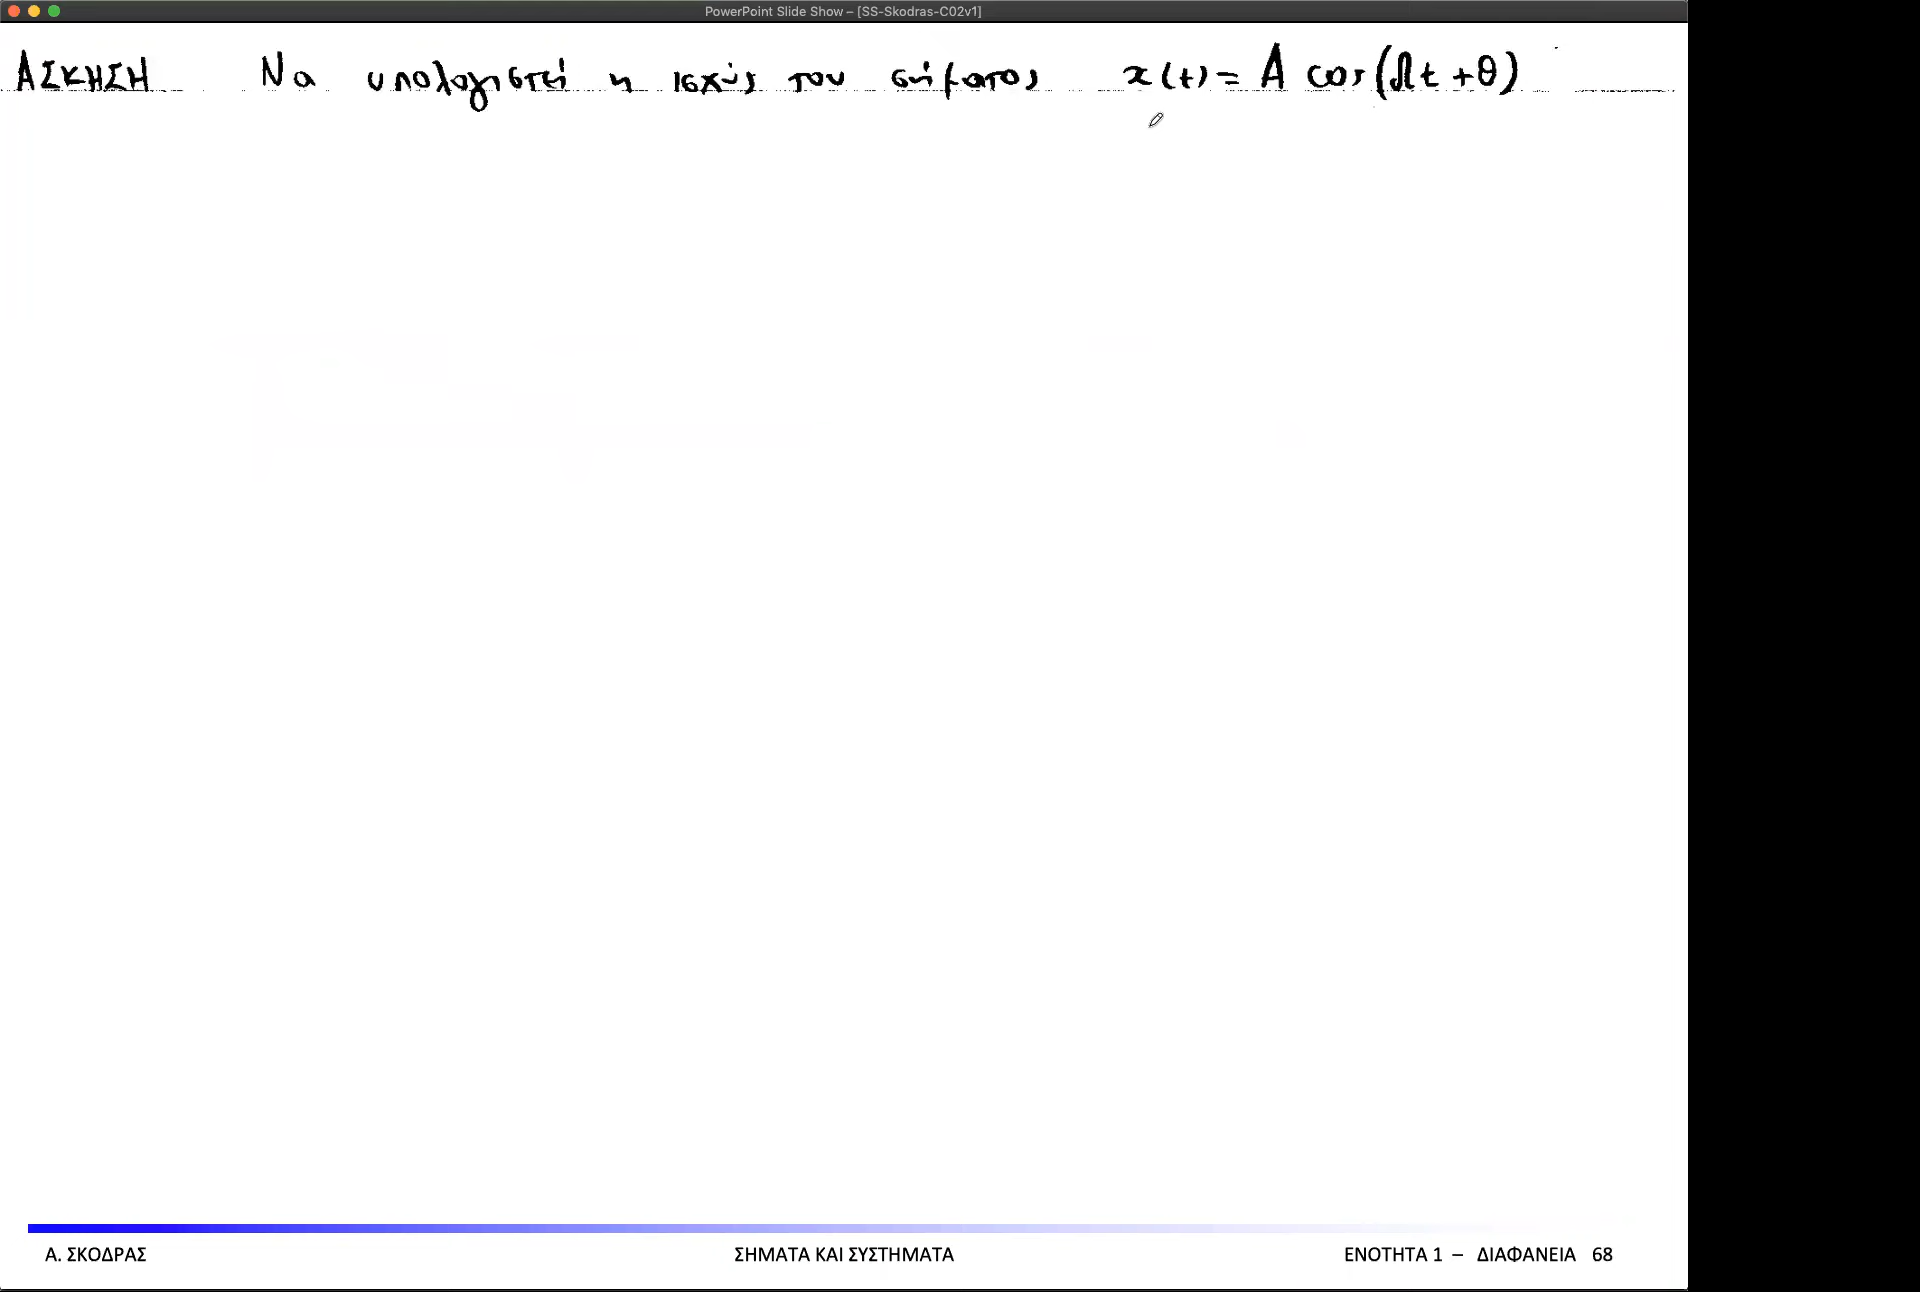 PowerPoint Slide Show – [SS-Skodras-C02v1]
ΑΣΚΗΣΗ Να υπολογιστεί η ισχύς του σήματος x(t) = A cos(Ωt + θ)
Α. ΣΚΟΔΡΑΣ ΣΗΜΑΤΑ ΚΑΙ ΣΥΣΤΗΜΑΤΑ ΕΝΟΤΗΤΑ 1 – ΔΙΑΦΑΝΕΙΑ 68